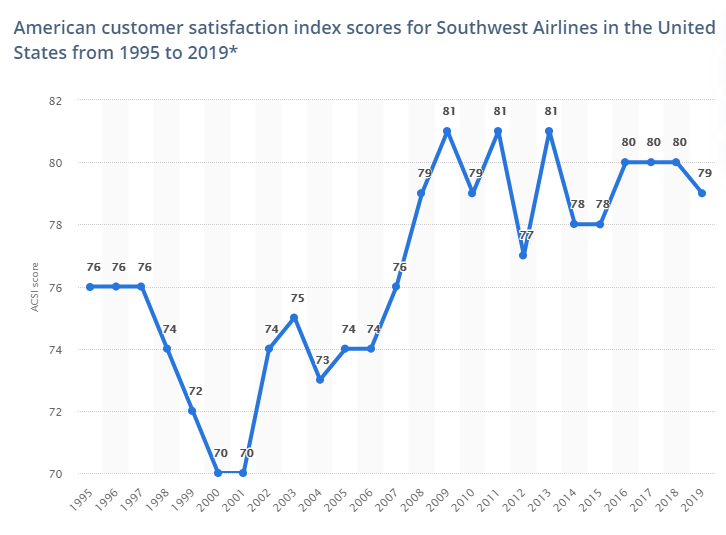 American customer satisfaction index scores for Southwest Airlines in the United
States from 1995 to 2019*
82
80
78
76
74
72
70
ACSI score
76 76 76 74 72 70 70 74 75 73 74 74 76 79 81 79 81 77 81 78 78 80 80 80 79
1995 1996 1997 1998 1999 2000 2001 2002 2003 2004 2005 2006 2007 2008 2009 2010 2011 2012 2013 2014 2015 2016 2017 2018 2019